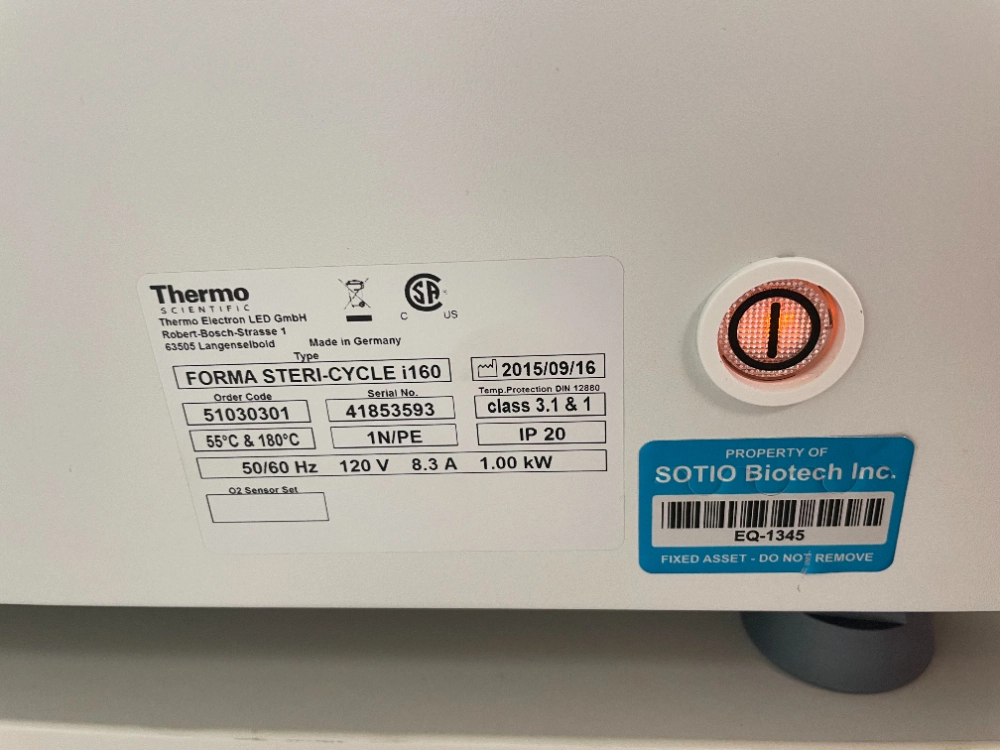 Thermo
SCIENTIFIC
Thermo Electron LED GmbH
Robert-Bosch-Strasse 1
63505 Langenselbold
Made in Germany
CSA
C US
Type
FORMA STERI-CYCLE i160
2015/09/16
Order Code
51030301
Serial No.
41853593
Temp.Protection DIN 12880
class 3.1 & 1
55°C & 180°C
1N/PE
IP 20
50/60 Hz 120 V 8.3 A 1.00 kW
O2 Sensor Set
PROPERTY OF
SOTIO Biotech Inc.
EQ-1345
FIXED ASSET - DO NOT REMOVE